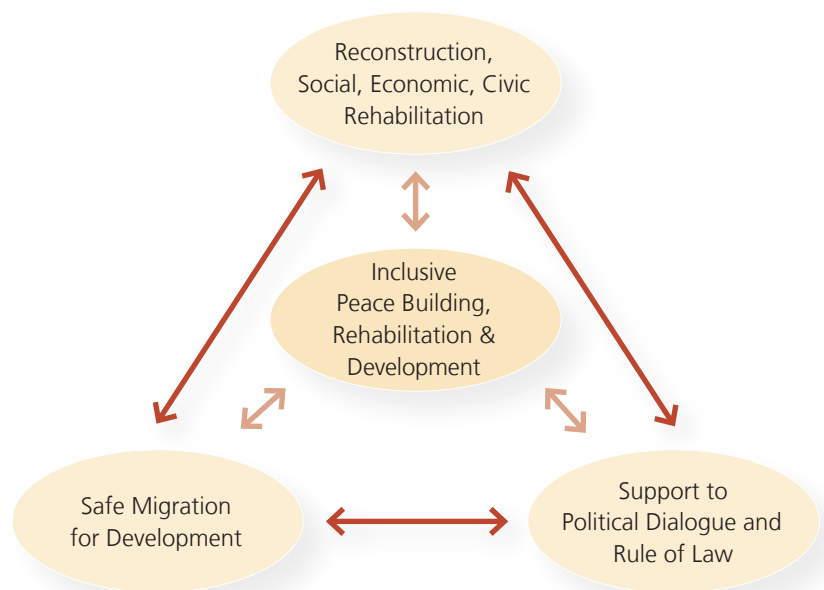 Reconstruction,
Social, Economic, Civic
Rehabilitation
Inclusive
Peace Building,
Rehabilitation &
Development
Safe Migration
for Development
Support to
Political Dialogue and
Rule of Law